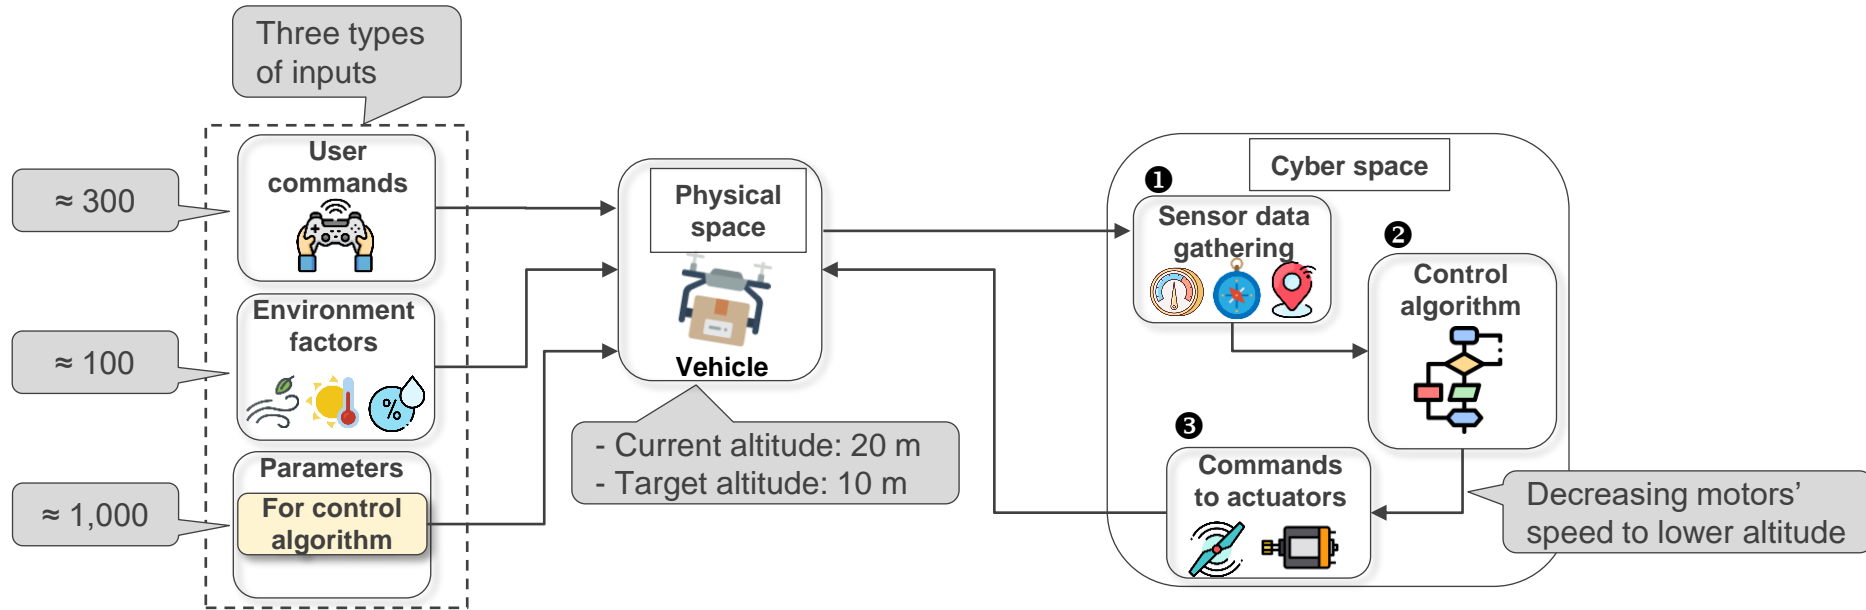 Three types
of inputs
User
commands
≈ 300
Environment
factors
%
≈ 100
Parameters
For control
algorithm
≈ 1,000
Physical
space
Vehicle
- Current altitude: 20 m
- Target altitude: 10 m
Cyber space
❶
Sensor data
gathering
❷
Control
algorithm
❸
Commands
to actuators
Decreasing motors’
speed to lower altitude